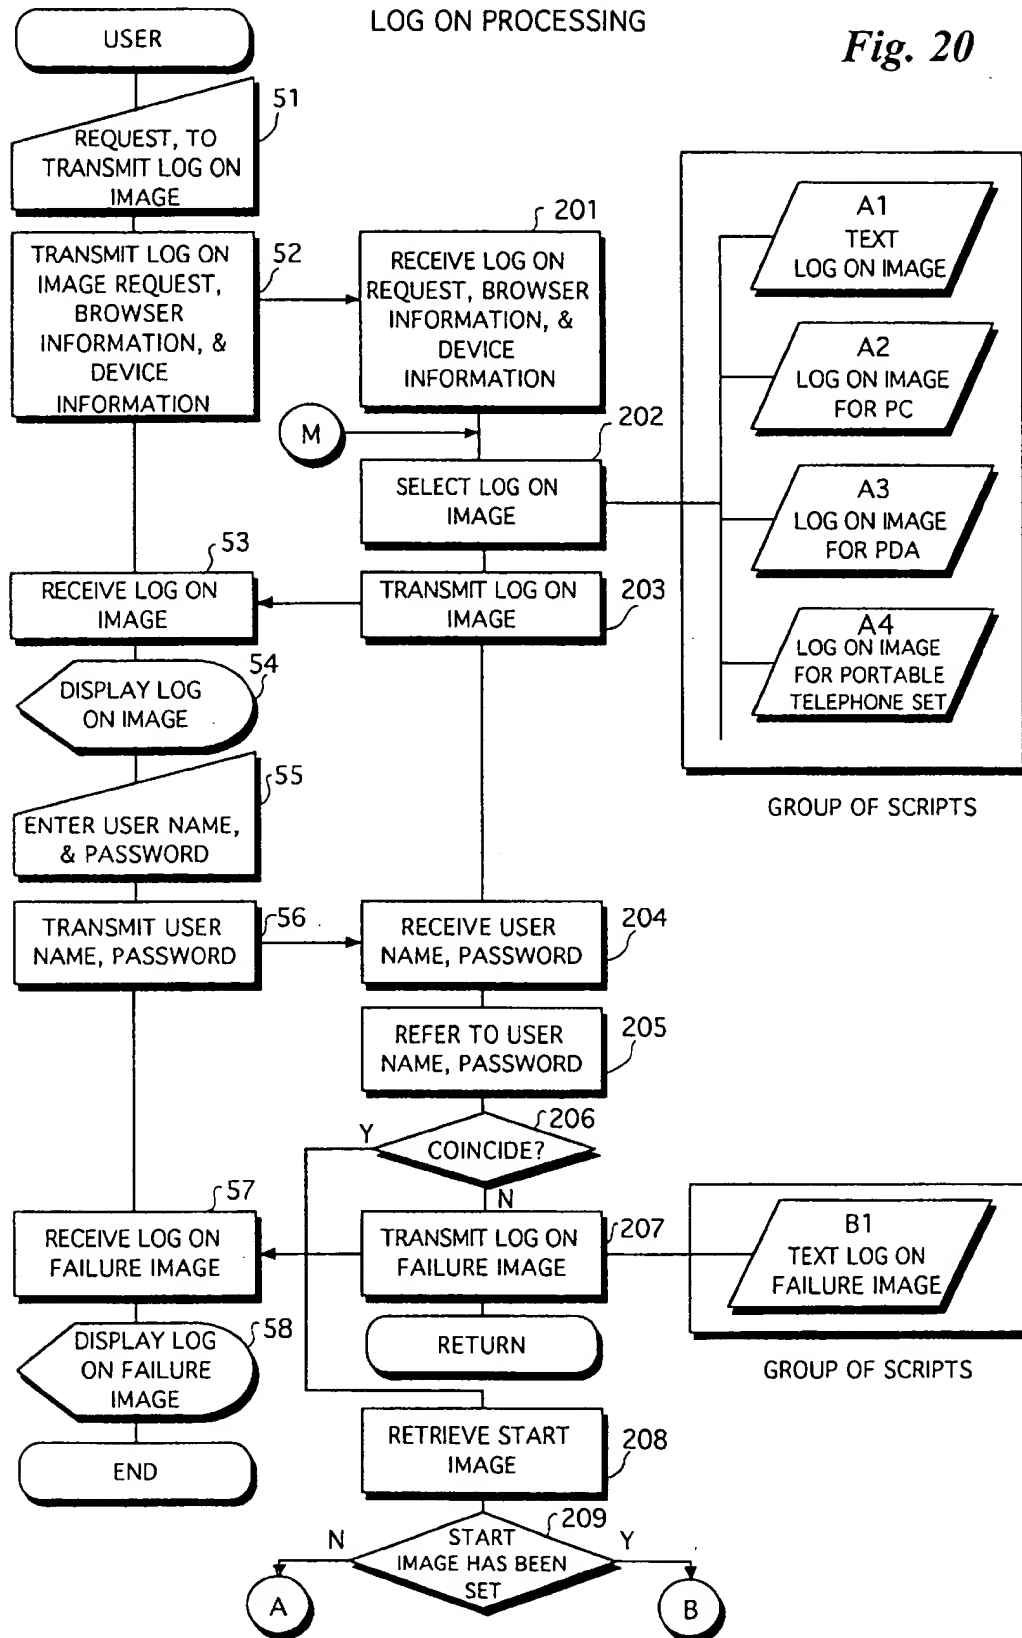 LOG ON PROCESSING
Fig. 20
USER
51
REQUEST, TO
TRANSMIT LOG ON
IMAGE
TRANSMIT LOG ON
IMAGE REQUEST,
BROWSER
INFORMATION, &
DEVICE
INFORMATION
52
201
RECEIVE LOG ON
REQUEST, BROWSER
INFORMATION, &
DEVICE
INFORMATION
M
202
SELECT LOG ON
IMAGE
A1
TEXT
LOG ON IMAGE
A2
LOG ON IMAGE
FOR PC
A3
LOG ON IMAGE
FOR PDA
A4
LOG ON IMAGE
FOR PORTABLE
TELEPHONE SET
GROUP OF SCRIPTS
53
RECEIVE LOG ON
IMAGE
TRANSMIT LOG ON
IMAGE
203
54
DISPLAY LOG
ON IMAGE
55
ENTER USER NAME,
& PASSWORD
TRANSMIT USER
NAME, PASSWORD
56
RECEIVE USER
NAME, PASSWORD
204
REFER TO USER
NAME, PASSWORD
205
206
Y
COINCIDE?
N
57
RECEIVE LOG ON
FAILURE IMAGE
TRANSMIT LOG ON
FAILURE IMAGE
207
B1
TEXT LOG ON
FAILURE IMAGE
GROUP OF SCRIPTS
58
DISPLAY LOG
ON FAILURE
IMAGE
RETURN
END
RETRIEVE START
IMAGE
208
209
N
START
IMAGE HAS BEEN
SET
Y
A
B